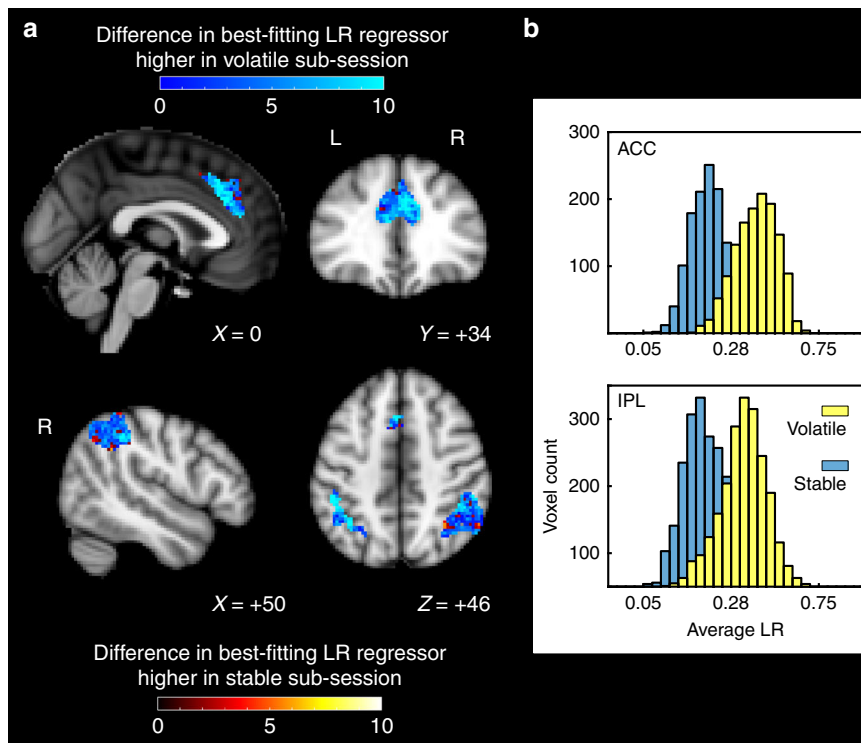 a
Difference in best-fitting LR regressor
higher in volatile sub-session
0 5 10
L R
X = 0
Y = +34
R
X = +50
Z = +46
Difference in best-fitting LR regressor
higher in stable sub-session
0 5 10
b
300
ACC
200
100
0.05 0.28 0.75
IPL
300
Volatile
Stable
200
100
Voxel count
0.05 0.28 0.75
Average LR